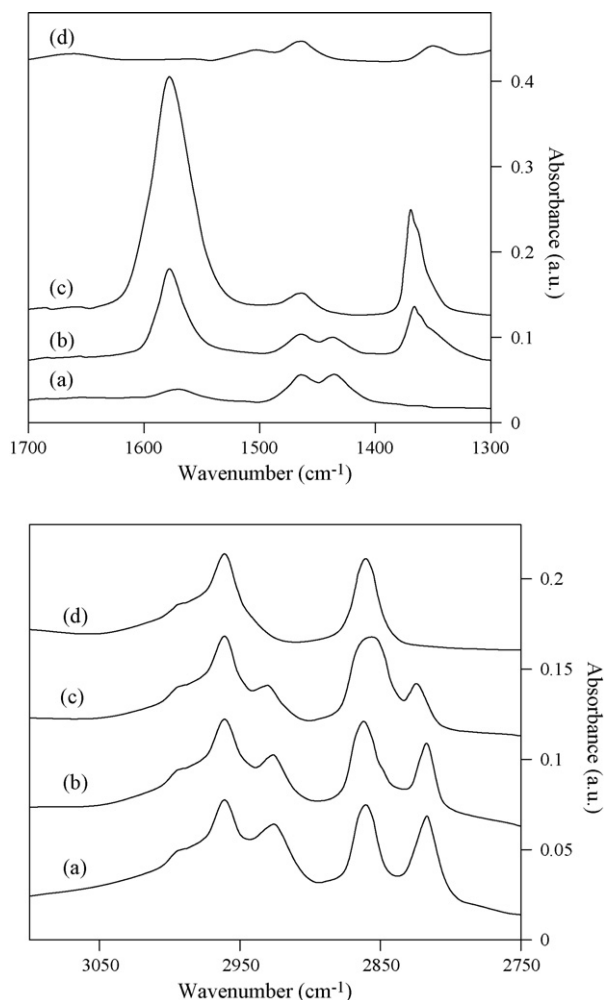 (d)
0.4
0.3
Absorbance (a.u.)
0.2
(c)
(b)
0.1
(a)
0
1700 1600 1500 1400 1300
Wavenumber (cm-1)
(d)
0.2
(c)
0.15
Absorbance (a.u.)
(b)
0.1
(a)
0.05
0
3050 2950 2850 2750
Wavenumber (cm-1)